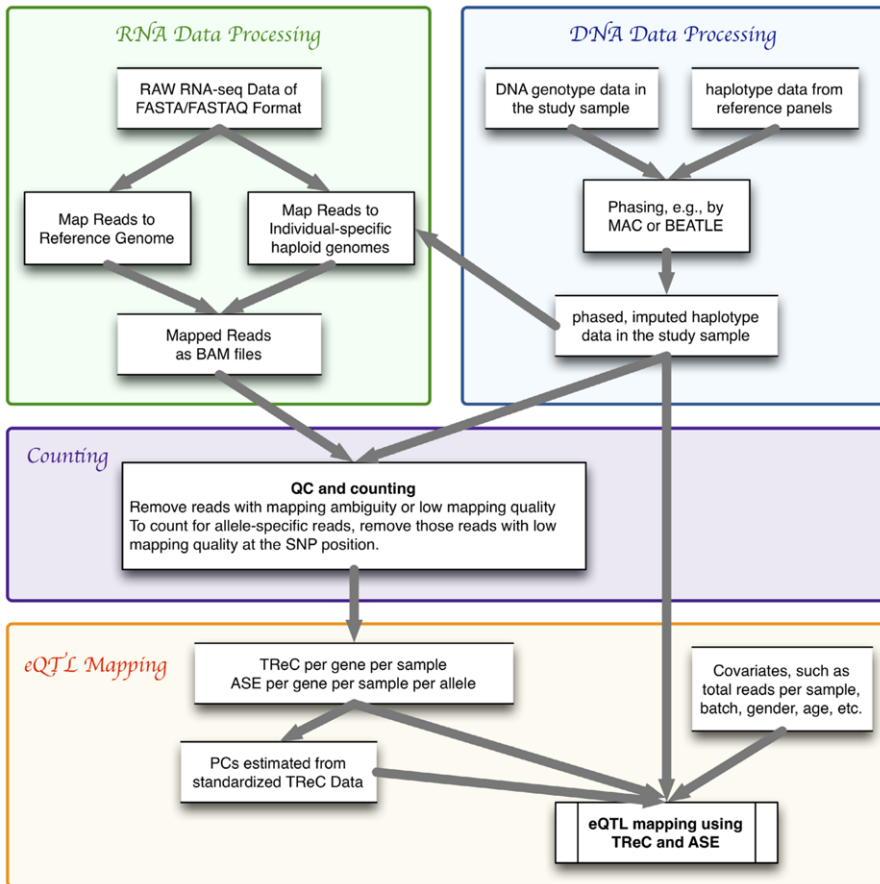 RNA Data Processing
RAW RNA-seq Data of
FASTA/FASTAQ Format
Map Reads to
Reference Genome
Map Reads to
Individual-specific
haploid genomes
Mapped Reads
as BAM files
DNA Data Processing
DNA genotype data in
the study sample
haplotype data from
reference panels
Phasing, e.g., by
MAC or BEATLE
phased, imputed haplotype
data in the study sample
Counting
QC and counting
Remove reads with mapping ambiguity or low mapping quality
To count for allele-specific reads, remove those reads with low
mapping quality at the SNP position.
eQTL Mapping
TReC per gene per sample
ASE per gene per sample per allele
PCs estimated from
standardized TReC Data
Covariates, such as
total reads per sample,
batch, gender, age, etc.
eQTL mapping using
TReC and ASE